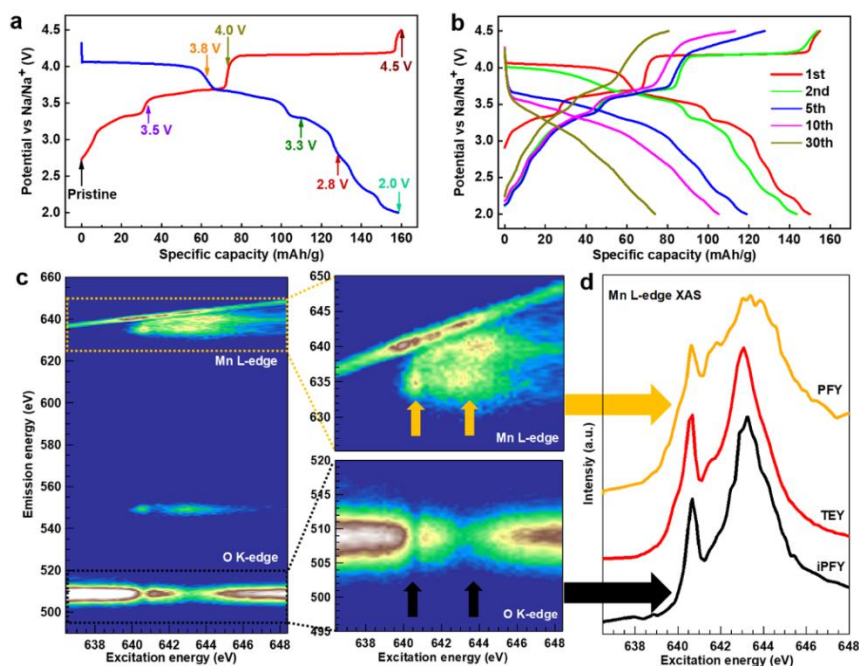 a
4.5
4.0
3.5
3.0
2.5
2.0
Potential vs Na/Na+ (V)
3.8 V
4.0 V
4.5 V
3.5 V
3.3 V
2.8 V
2.0 V
Pristine
0 20 40 60 80 100 120 140 160
Specific capacity (mAh/g)
b
4.5
4.0
3.5
3.0
2.5
2.0
Potential vs Na/Na+ (V)
1st
2nd
5th
10th
30th
0 20 40 60 80 100 120 140 160
Specific capacity (mAh/g)
c
660
640
620
600
580
560
540
520
500
Emission energy (eV)
Mn L-edge
O K-edge
638 640 642 644 646 648
Excitation energy (eV)
650
645
640
635
630
Mn L-edge
520
515
510
505
500
495
O K-edge
638 640 642 644 646 648
Excitation energy (eV)
d
Mn L-edge XAS
PFY
TEY
iPFY
Intensiy (a.u.)
638 640 642 644 646 648
Excitation energy (eV)